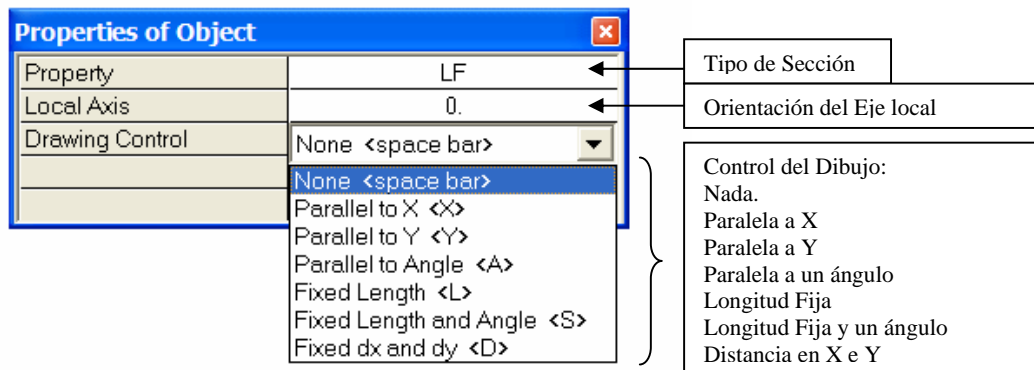 Properties of Object
Property
LF
Local Axis
0.
Drawing Control
None <space bar>
None <space bar>
Parallel to X <X>
Parallel to Y <Y>
Parallel to Angle <A>
Fixed Length <L>
Fixed Length and Angle <S>
Fixed dx and dy <D>
Tipo de Sección
Orientación del Eje local
Control del Dibujo:
Nada.
Paralela a X
Paralela a Y
Paralela a un ángulo
Longitud Fija
Longitud Fija y un ángulo
Distancia en X e Y